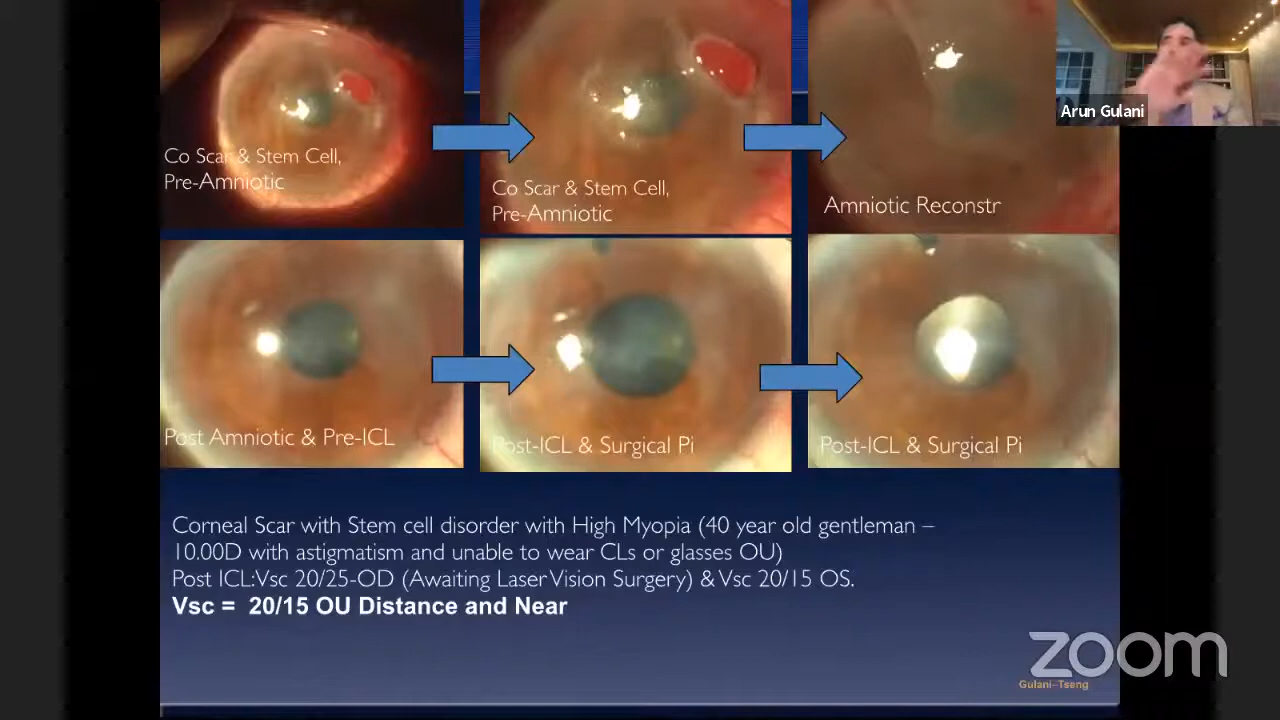 Arun Gulani
Co Scar & Stem Cell,
Pre-Amniotic
Co Scar & Stem Cell,
Pre-Amniotic
Amniotic Reconstr
Post Amniotic & Pre-ICL
Post-ICL & Surgical Pi
Post-ICL & Surgical Pi
Corneal Scar with Stem cell disorder with High Myopia (40 year old gentleman –
10.00D with astigmatism and unable to wear CLs or glasses OU)
Post ICL:Vsc 20/25-OD (Awaiting Laser Vision Surgery) & Vsc 20/15 OS.
Vsc = 20/15 OU Distance and Near
zoom
Gulani–Tseng